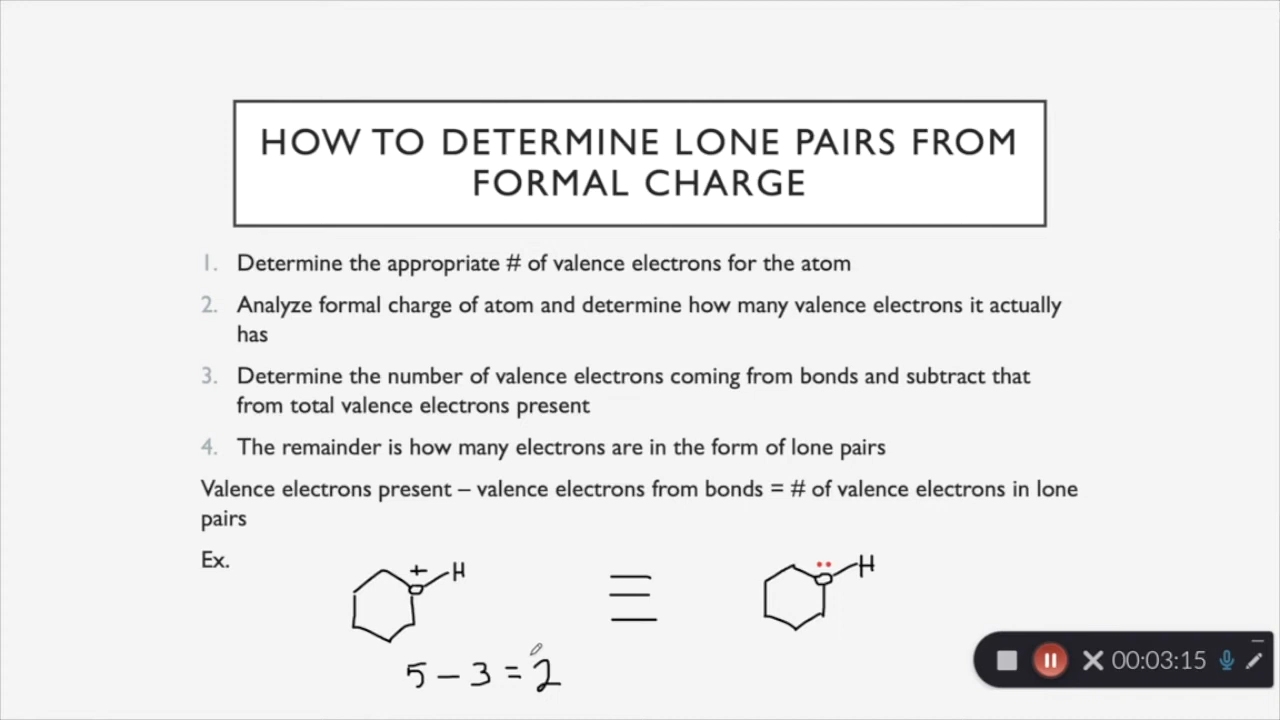 HOW TO DETERMINE LONE PAIRS FROM
FORMAL CHARGE
1. Determine the appropriate # of valence electrons for the atom
2. Analyze formal charge of atom and determine how many valence electrons it actually
has
3. Determine the number of valence electrons coming from bonds and subtract that
from total valence electrons present
4. The remainder is how many electrons are in the form of lone pairs
Valence electrons present – valence electrons from bonds = # of valence electrons in lone
pairs
Ex.
+
O H
O H
5 – 3 = 2
00:03:15